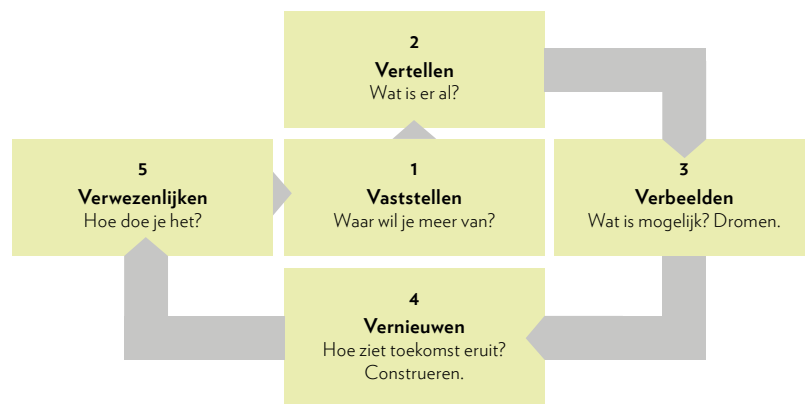 2
Vertellen
Wat is er al?
5
Verwezenlijken
Hoe doe je het?
1
Vaststellen
Waar wil je meer van?
3
Verbeelden
Wat is mogelijk? Dromen.
4
Vernieuwen
Hoe ziet toekomst eruit?
Construeren.